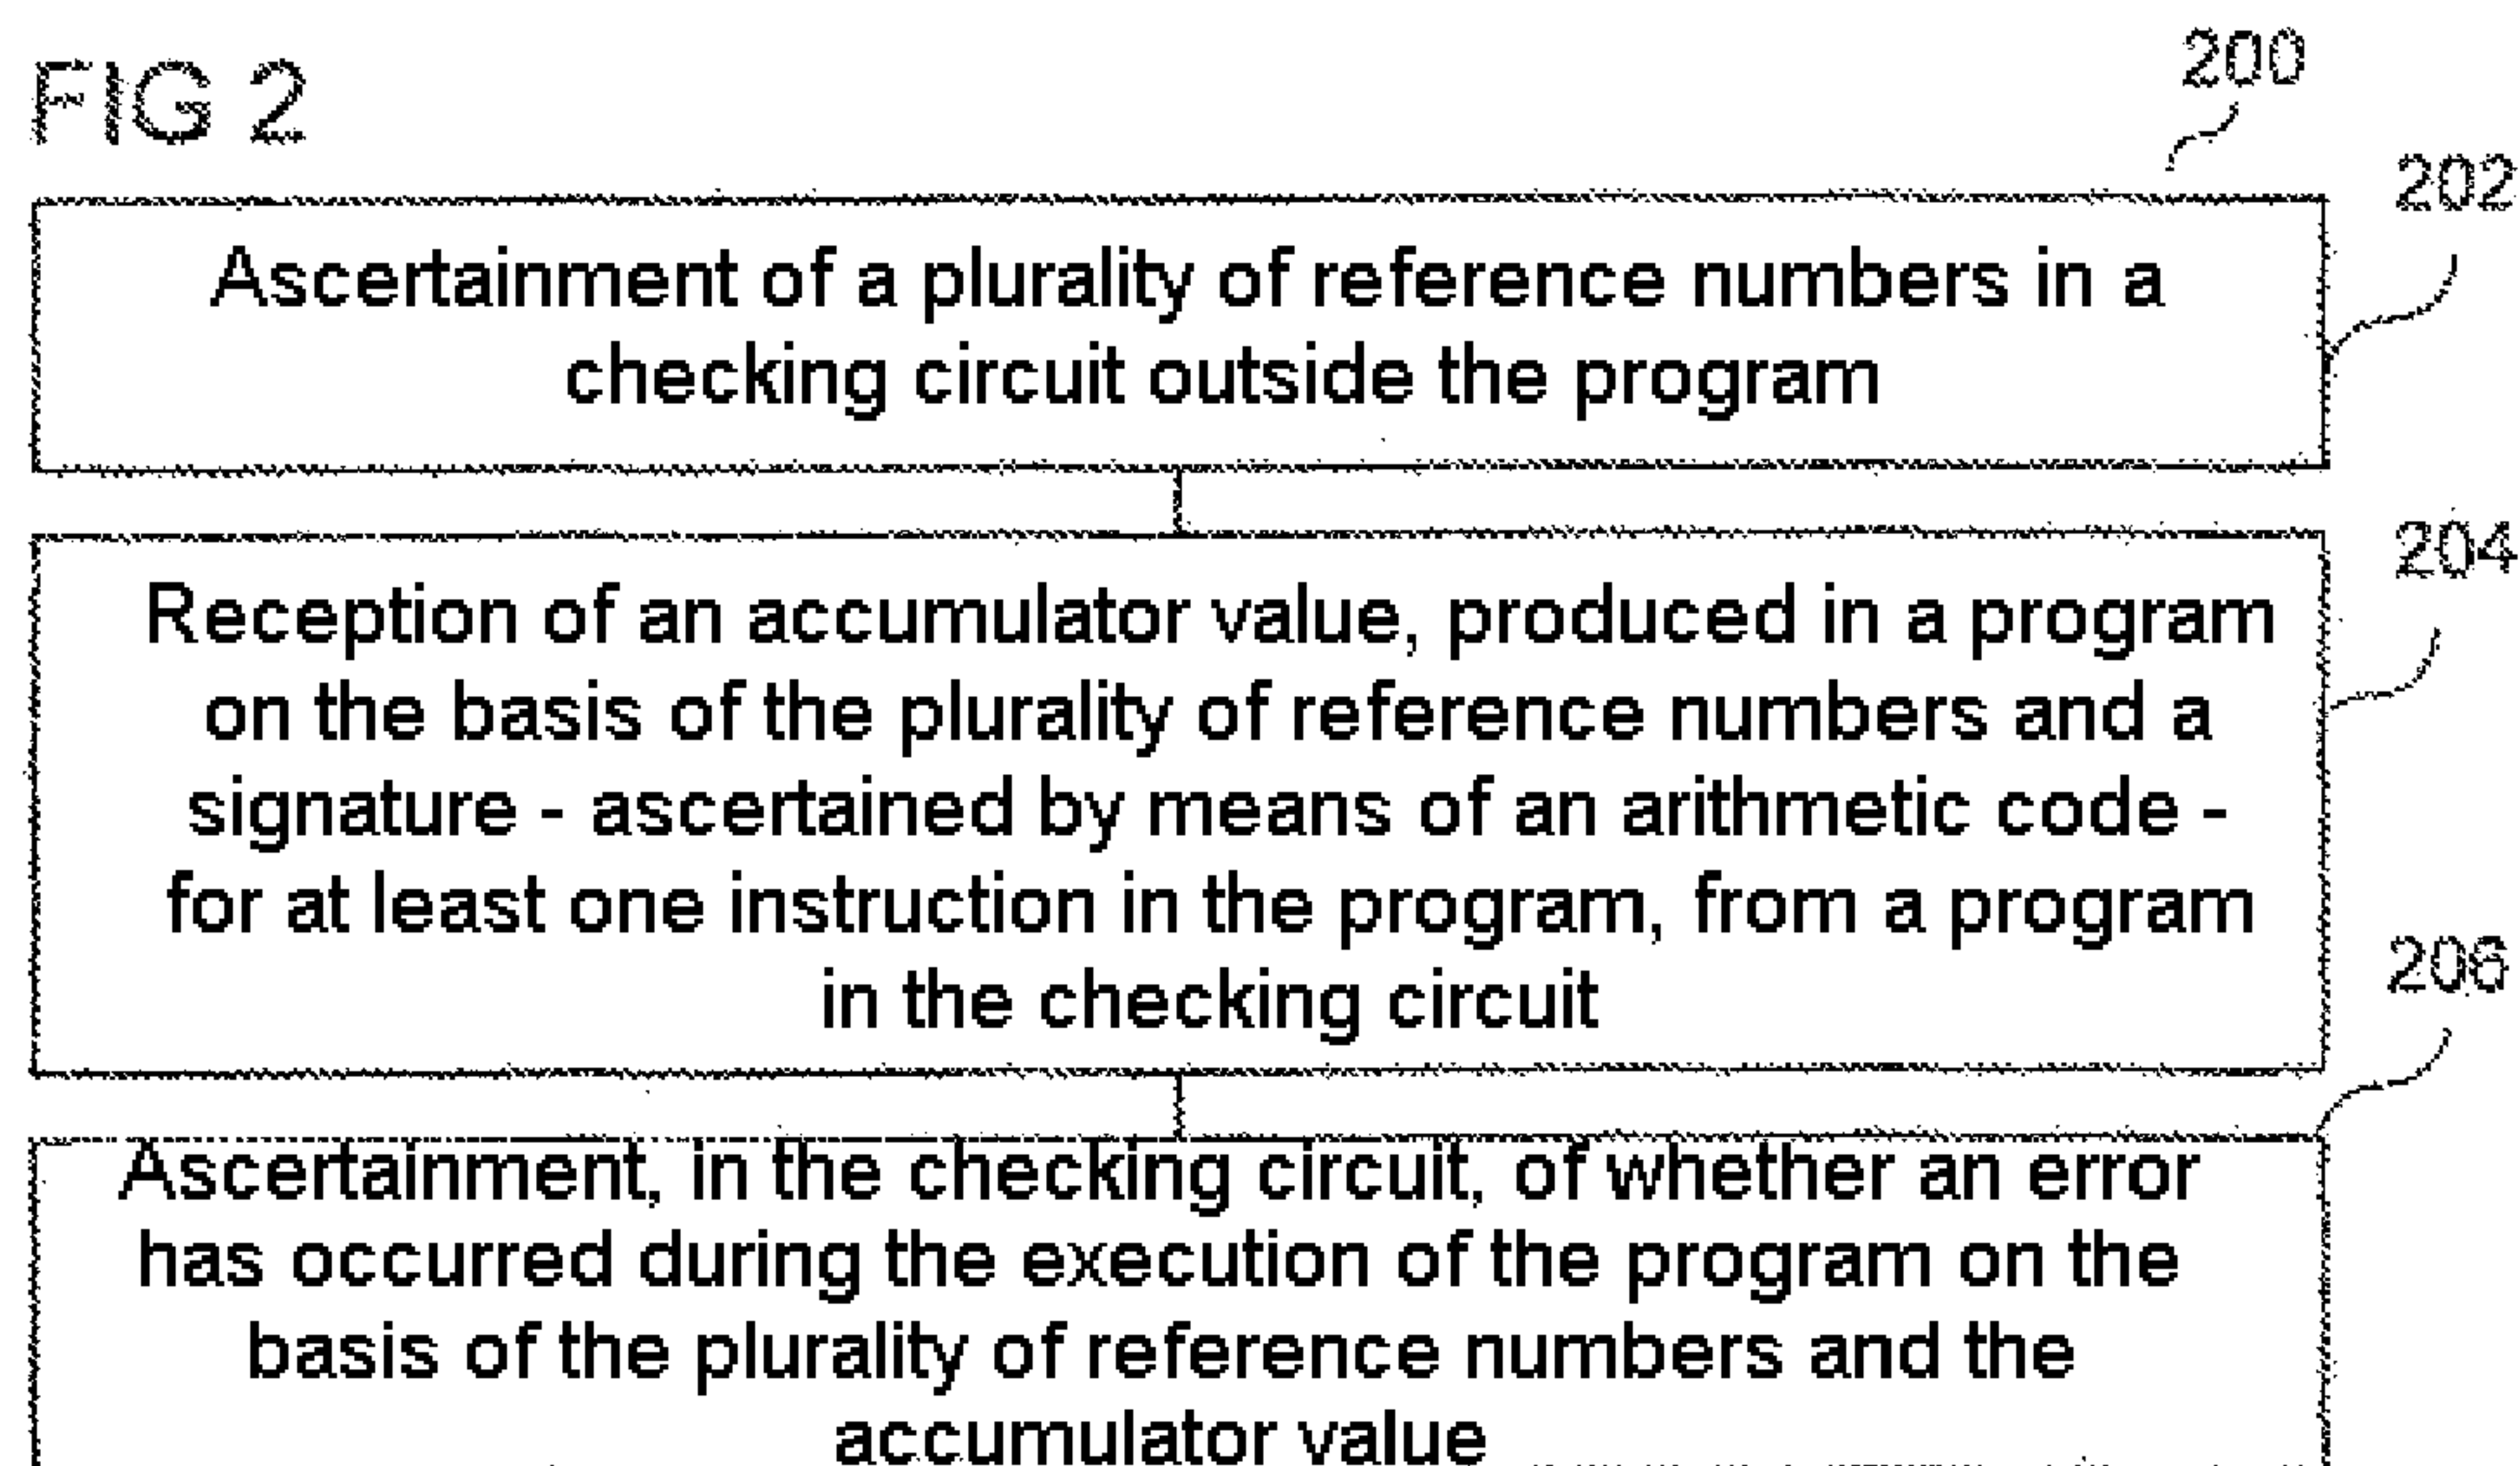 FIG 2
200
202
Ascertainment of a plurality of reference numbers in a
checking circuit outside the program
204
Reception of an accumulator value, produced in a program
on the basis of the plurality of reference numbers and a
signature - ascertained by means of an arithmetic code -
for at least one instruction in the program, from a program
in the checking circuit
206
Ascertainment, in the checking circuit, of whether an error
has occurred during the execution of the program on the
basis of the plurality of reference numbers and the
accumulator value